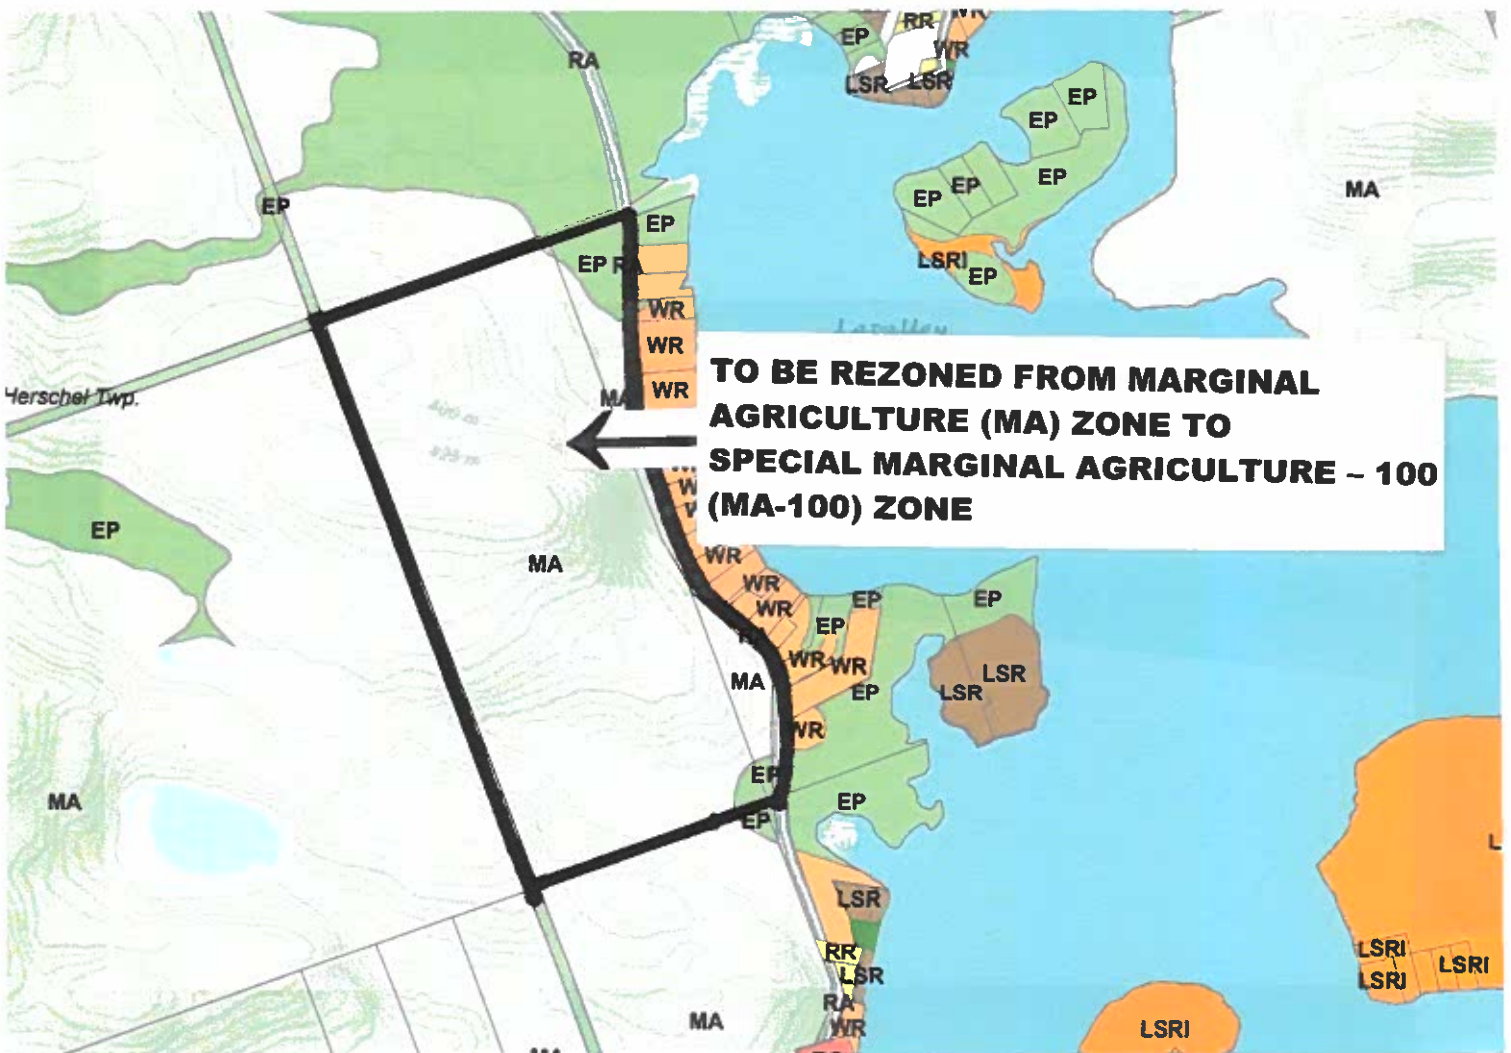 RR
WR
EP
WR
RA
LSR
LSR
EP
EP
MA
EP
EP
EP
EP
EP
EP
EP
RA
LSRI
EP
WR
WR
MA
WR
Herschel Twp.
TO BE REZONED FROM MARGINAL
AGRICULTURE (MA) ZONE TO
SPECIAL MARGINAL AGRICULTURE – 100
(MA-100) ZONE
400 m
EP
MA
WR
WR
WR
EP
EP
EP
RA
WR
WR
MA
LSR
LSR
EP
WR
EP
MA
EP
EP
LSR
RR
LSR
RA
WR
MA
LSRI
LSRI
LSRI
LSRI